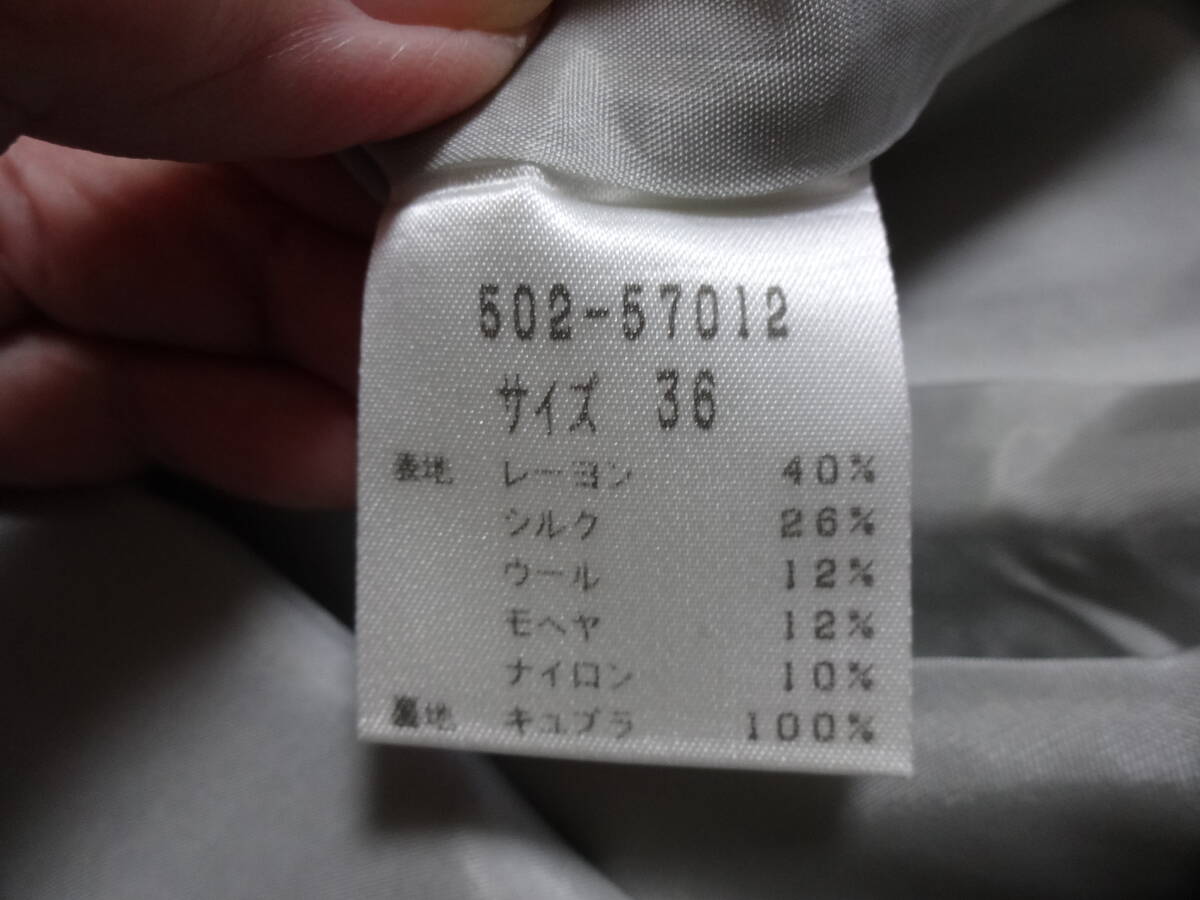 502-57012
サイズ 36
表地 レーヨン 40%
シルク 26%
ウール 12%
モヘヤ 12%
ナイロン 10%
裏地 キュプラ 100%